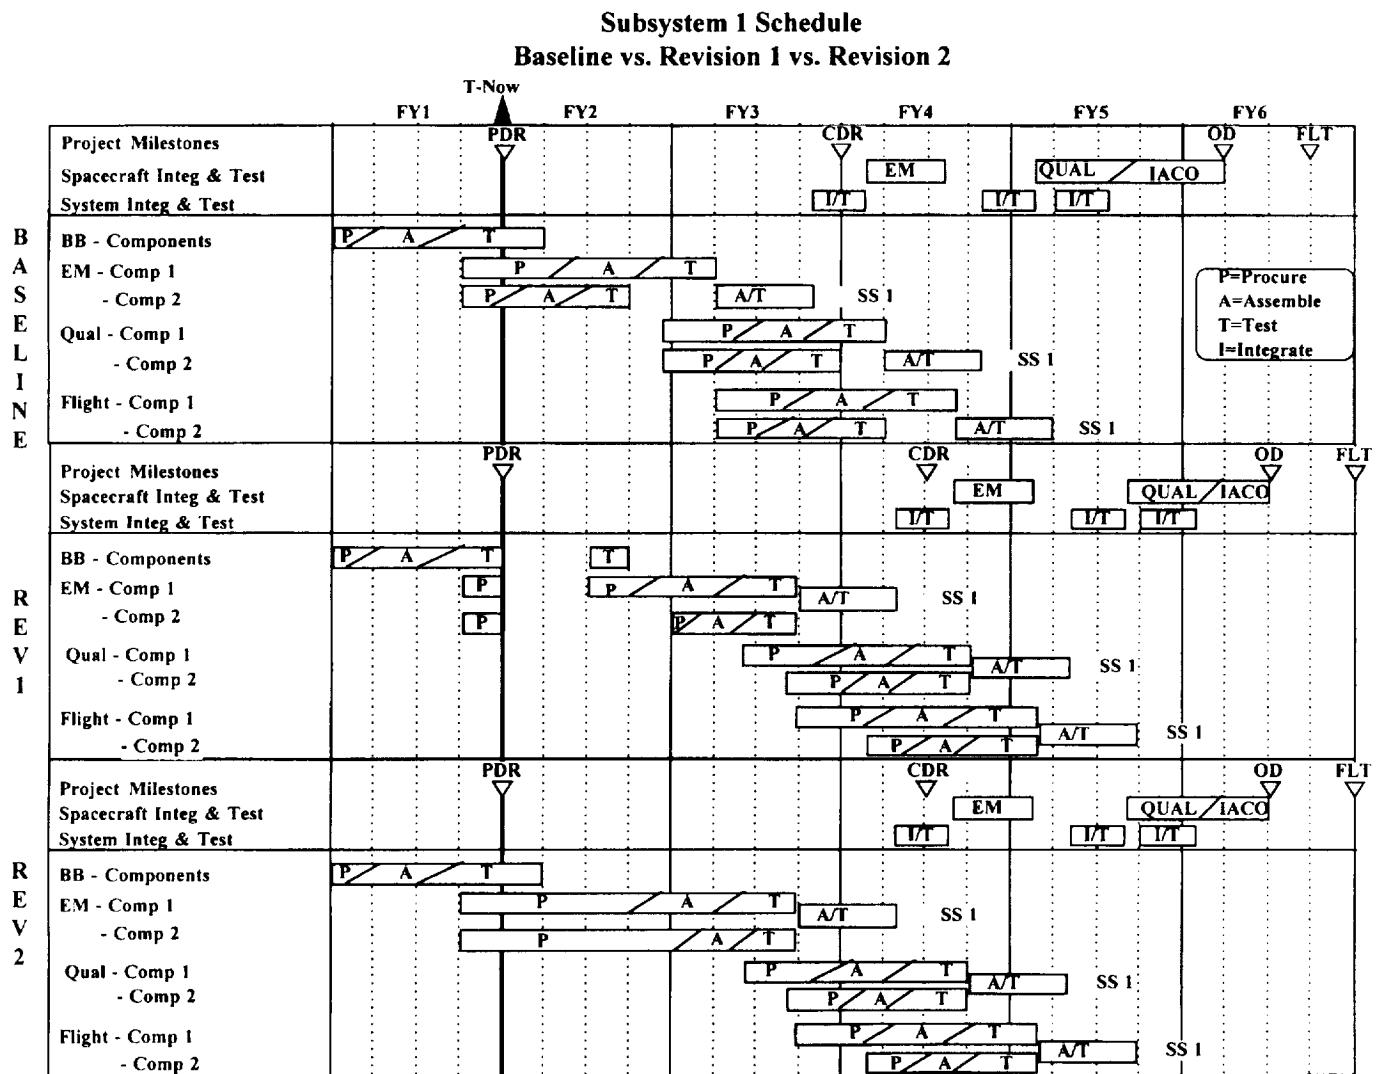 Subsystem 1 Schedule
Baseline vs. Revision 1 vs. Revision 2
T-Now
FY1 FY2 FY3 FY4 FY5 FY6
Project Milestones PDR CDR OD FLT
Spacecraft Integ & Test EM QUAL IACO
System Integ & Test I/T I/T I/T
BASELINE
BB - Components P A T
EM - Comp 1 P A T
- Comp 2 P A T A/T SS 1
Qual - Comp 1 P A T
- Comp 2 P A T A/T SS 1
Flight - Comp 1 P A T
- Comp 2 P A T A/T SS 1
P=Procure
A=Assemble
T=Test
I=Integrate
Project Milestones PDR CDR OD FLT
Spacecraft Integ & Test EM QUAL IACO
System Integ & Test I/T I/T I/T
REV1
BB - Components P A T T
EM - Comp 1 P P A T A/T SS 1
- Comp 2 P P A T
Qual - Comp 1 P A T A/T SS 1
- Comp 2 P A T
Flight - Comp 1 P A T A/T SS 1
- Comp 2 P A T
Project Milestones PDR CDR OD FLT
Spacecraft Integ & Test EM QUAL IACO
System Integ & Test I/T I/T I/T
REV2
BB - Components P A T
EM - Comp 1 P A T A/T SS 1
- Comp 2 P A T
Qual - Comp 1 P A T A/T SS 1
- Comp 2 P A T
Flight - Comp 1 P A T A/T SS 1
- Comp 2 P A T